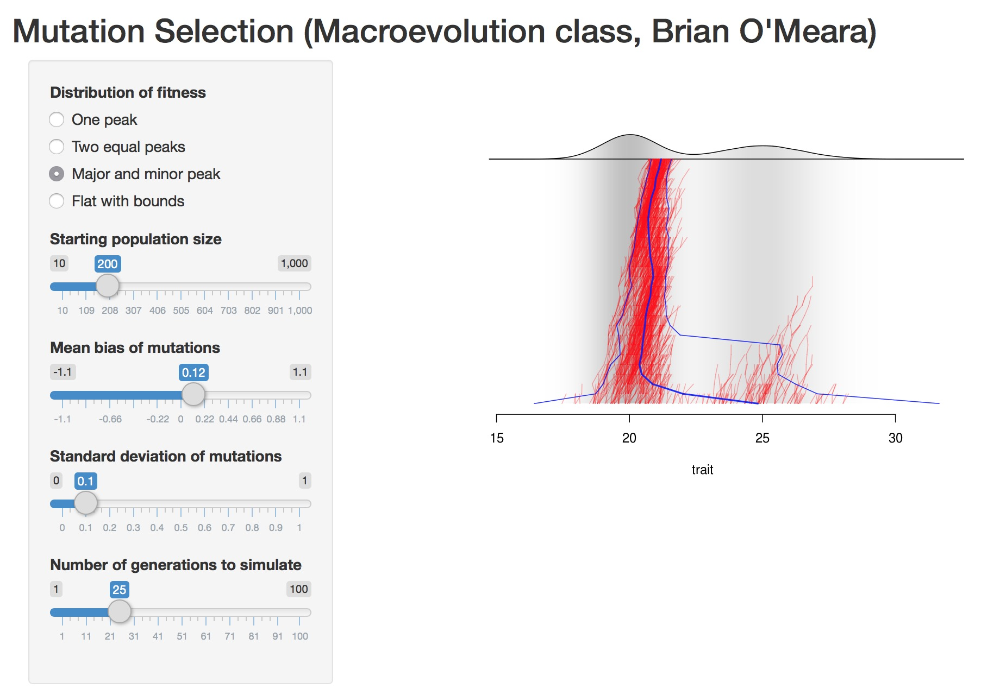 Mutation Selection (Macroevolution class, Brian O'Meara)
Distribution of fitness
One peak
Two equal peaks
Major and minor peak
Flat with bounds
Starting population size
10 200 1,000
10 109 208 307 406 505 604 703 802 901 1,000
Mean bias of mutations
-1.1 0.12 1.1
-1.1 -0.66 -0.22 0 0.22 0.44 0.66 0.88 1.1
Standard deviation of mutations
0 0.1 1
0 0.1 0.2 0.3 0.4 0.5 0.6 0.7 0.8 0.9 1
Number of generations to simulate
1 25 100
1 11 21 31 41 51 61 71 81 91 100
15 20 25 30
trait